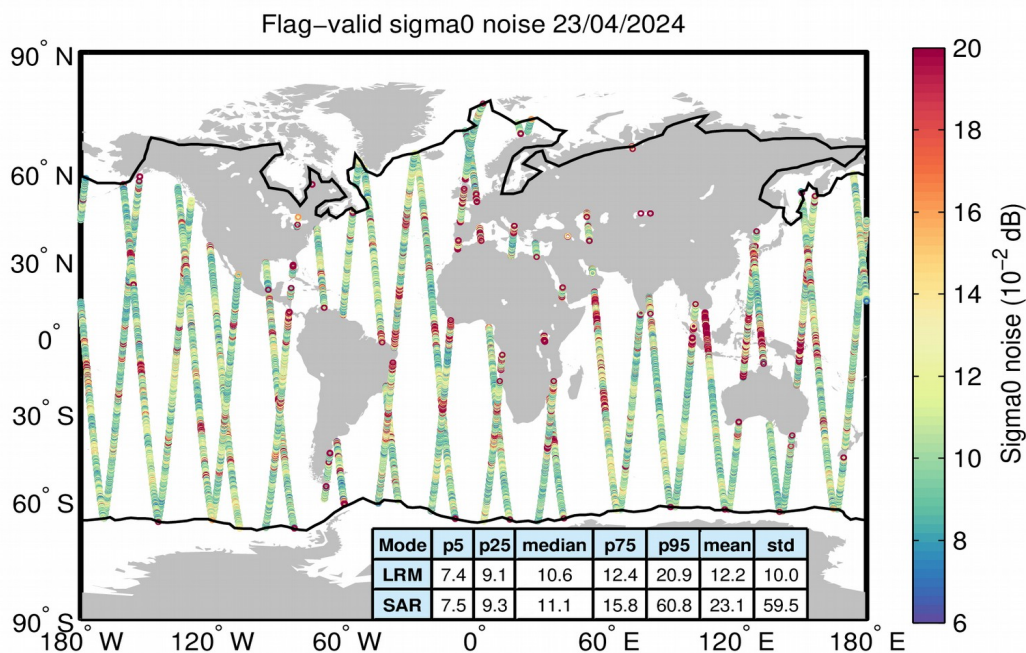 Flag−valid sigma0 noise 23/04/2024
90° N
60° N
30° N
0°
30° S
60° S
90° S
180° W
120° W
60° W
0°
60° E
120° E
180° E
Mode p5 p25 median p75 p95 mean std
LRM 7.4 9.1 10.6 12.4 20.9 12.2 10.0
SAR 7.5 9.3 11.1 15.8 60.8 23.1 59.5
20
18
16
14
12
10
8
6
Sigma0 noise (10⁻² dB)